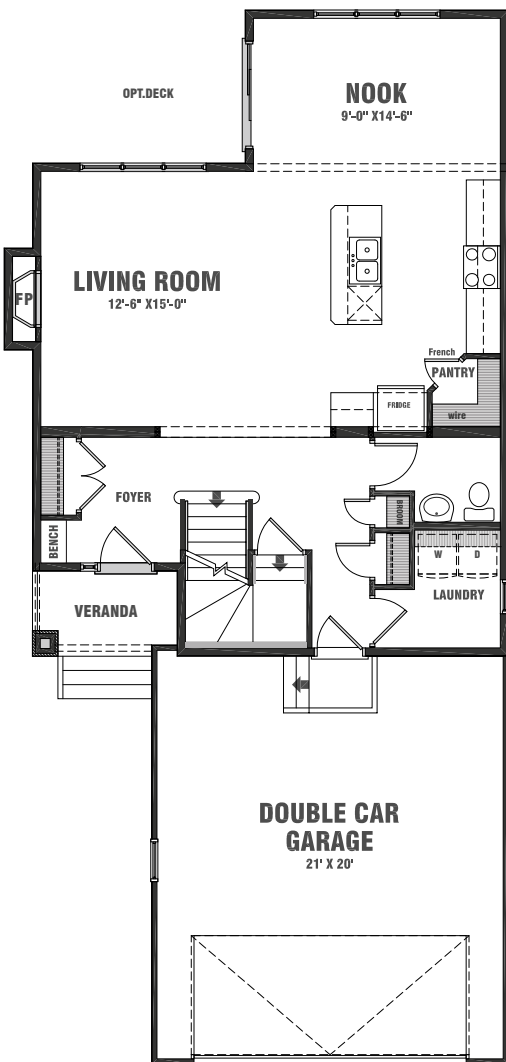 OPT.DECK
NOOK
9'-0" X14'-6"
LIVING ROOM
12'-6" X15'-0"
FP
French
PANTRY
FRIDGE
wire
FOYER
BROOM
BENCH
W D
LAUNDRY
VERANDA
DOUBLE CAR
GARAGE
21' X 20'